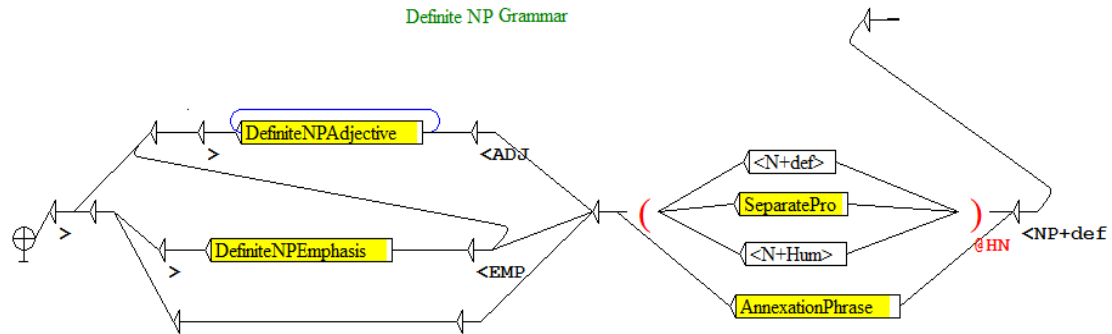 Definite NP Grammar
DefiniteNPAdjective
>
<ADJ
<N+def>
SeparatePro
( )
>
<NP+def
@HN
<N+Hum>
DefiniteNPEmphasis
>
<EMP
AnnexationPhrase